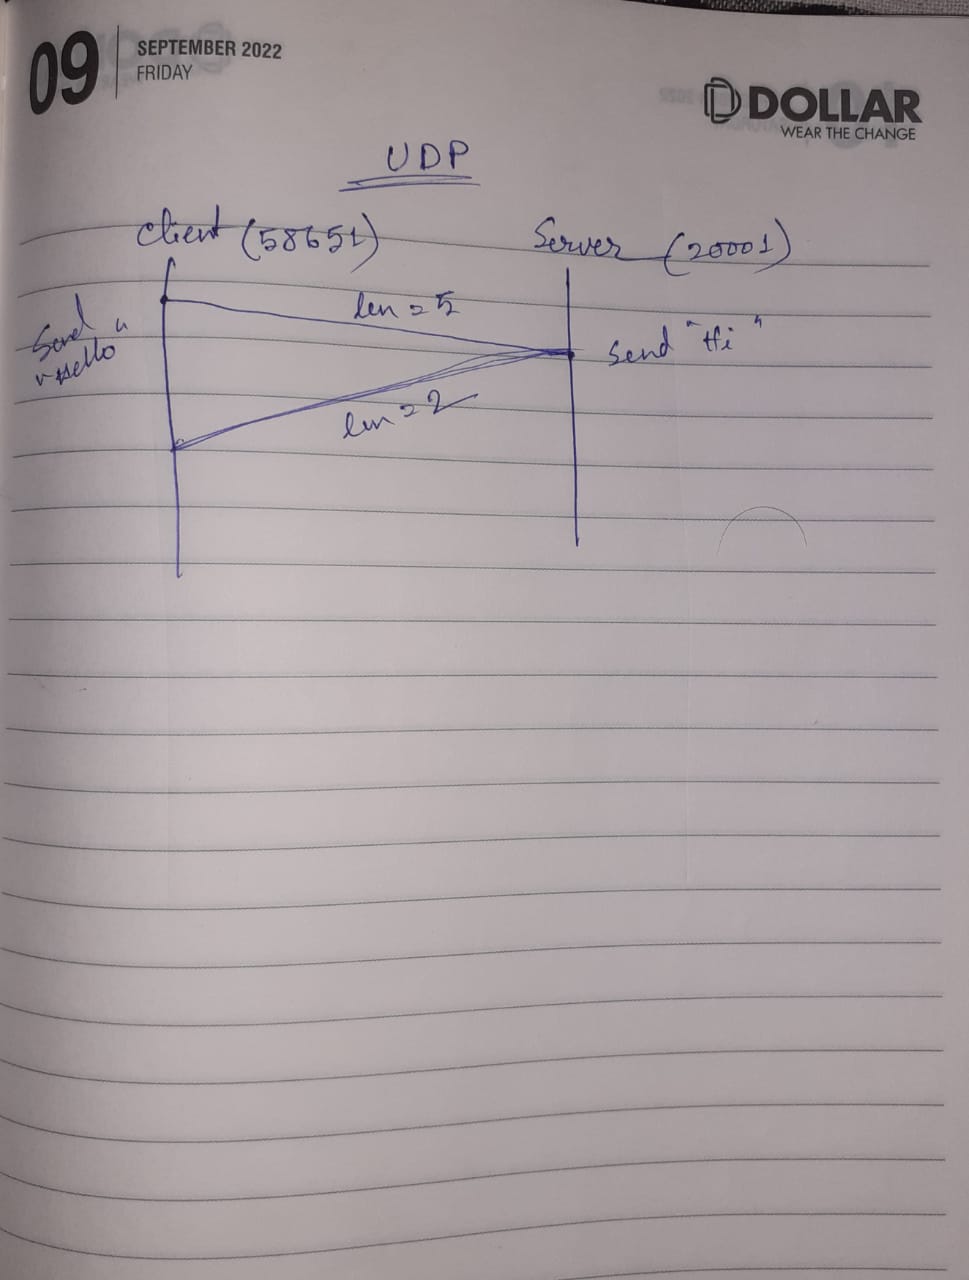 09
SEPTEMBER 2022
FRIDAY
DOLLAR
WEAR THE CHANGE
UDP
Client (58651)
Server (20001)
len = 5
Send
"Hello"
Send "Hi"
len = 2